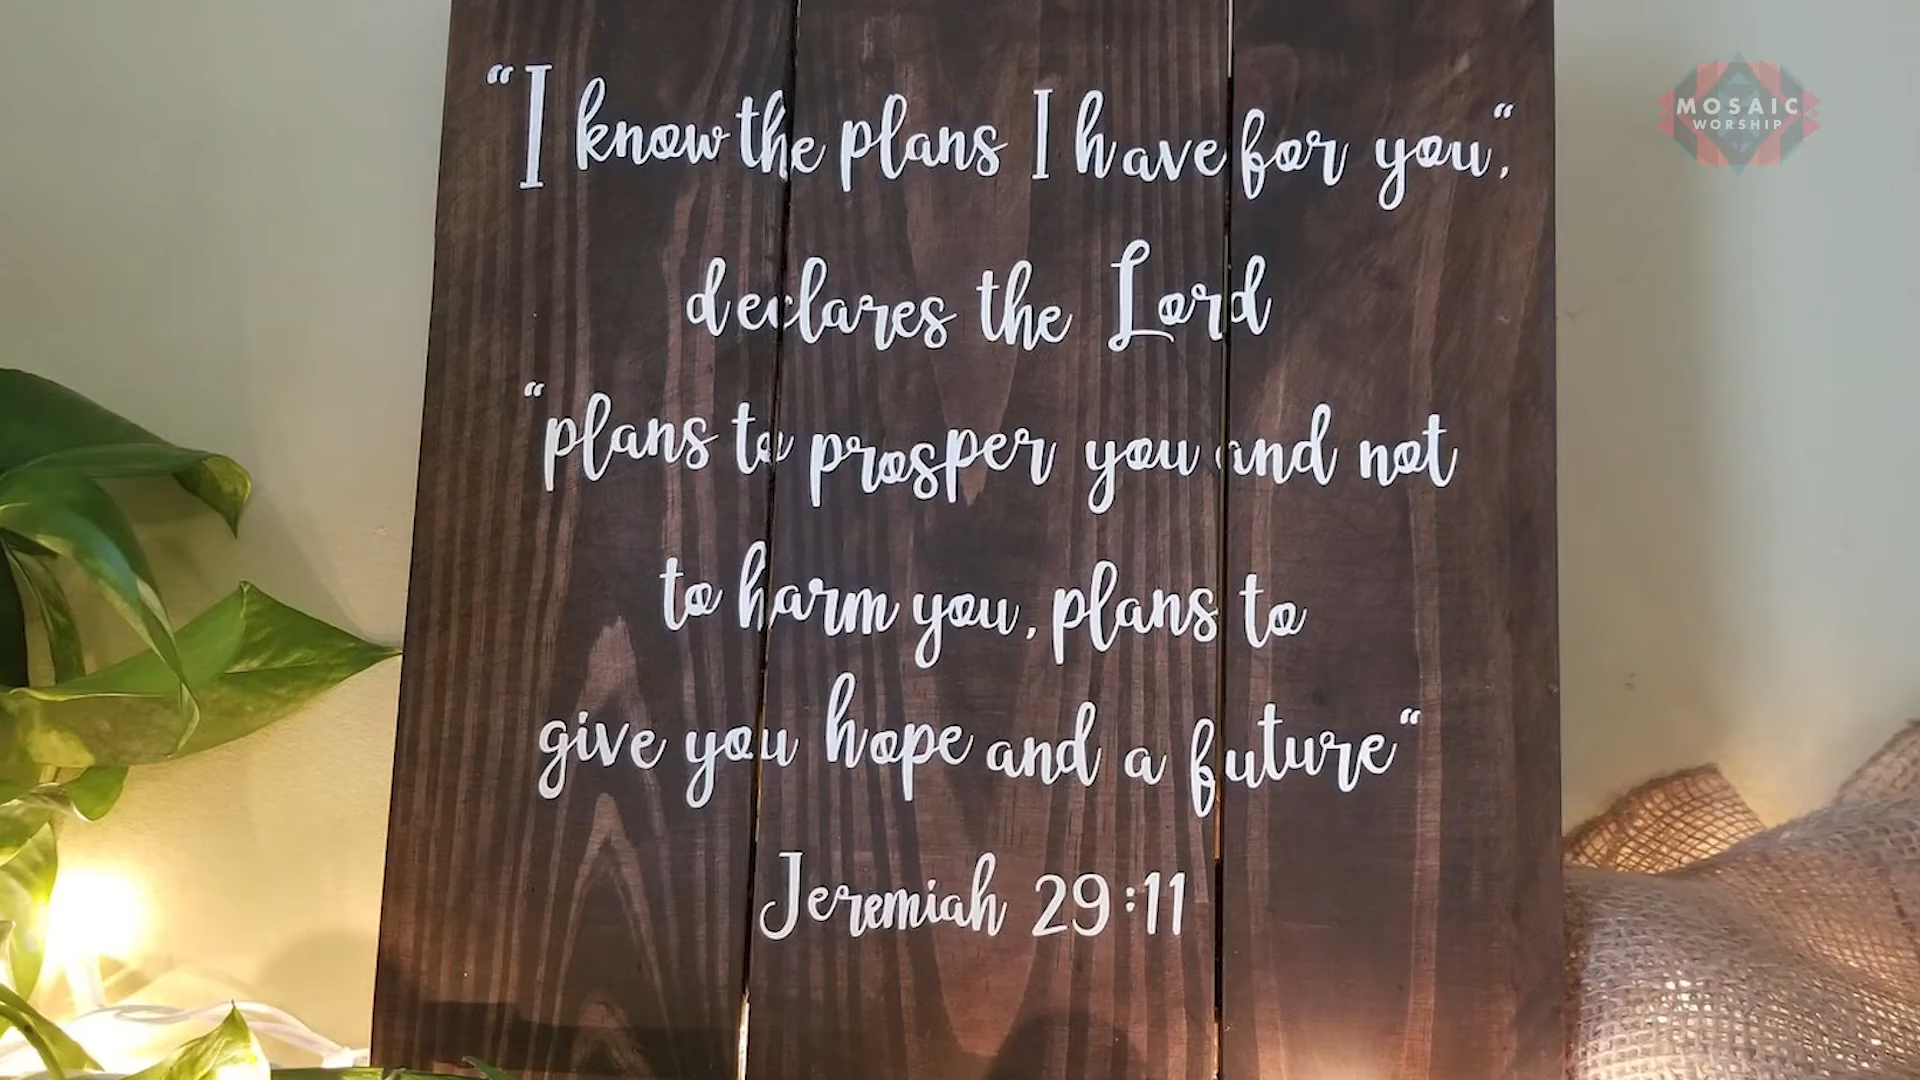 “I know the plans I have for you,“
declares the Lord
“plans to prosper you and not
to harm you, plans to
give you hope and a future“
Jeremiah 29:11
MOSAIC
WORSHIP